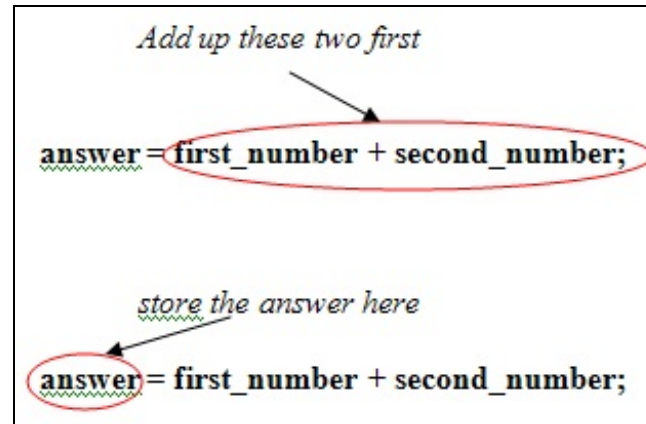 Add up these two first
answer = first_number + second_number;
store the answer here
answer = first_number + second_number;